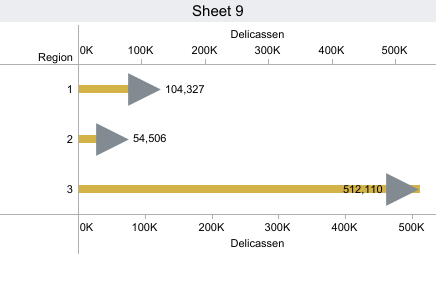 Sheet 9
Delicassen
Region
0K 100K 200K 300K 400K 500K
1 104,327
2 54,506
3 512,110
0K 100K 200K 300K 400K 500K
Delicassen